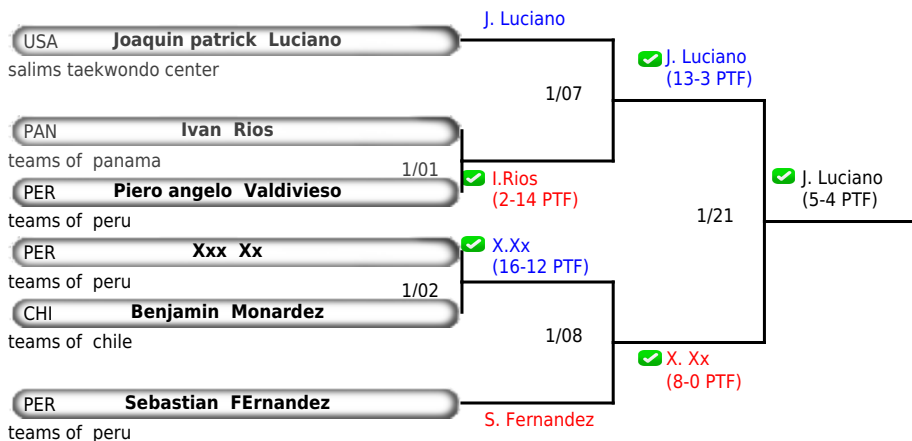 J. Luciano
USA Joaquin patrick Luciano
salims taekwondo center
J. Luciano
(13-3 PTF)
1/07
PAN Ivan Rios
teams of panama
1/01
PER Piero angelo Valdivieso
teams of peru
I.Rios
(2-14 PTF)
J. Luciano
(5-4 PTF)
1/21
PER Xxx Xx
teams of peru
X.Xx
(16-12 PTF)
1/02
CHI Benjamin Monardez
teams of chile
1/08
X. Xx
(8-0 PTF)
PER Sebastian FErnandez
teams of peru
S. Fernandez